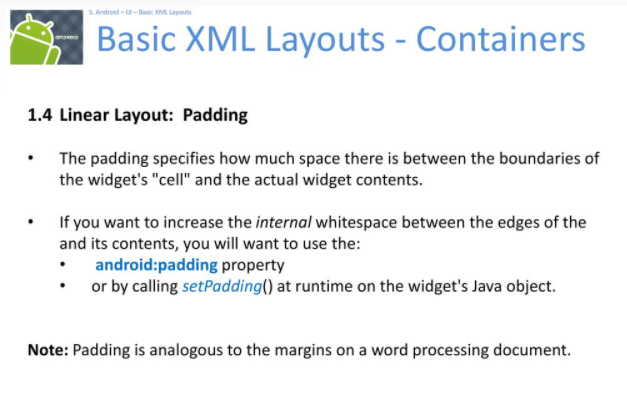 5. Android – UI – Basic XML Layouts
ANDROID
Basic XML Layouts - Containers
1.4 Linear Layout: Padding
• The padding specifies how much space there is between the boundaries of
the widget's "cell" and the actual widget contents.
• If you want to increase the internal whitespace between the edges of the
and its contents, you will want to use the:
• android:padding property
• or by calling setPadding() at runtime on the widget's Java object.
Note: Padding is analogous to the margins on a word processing document.